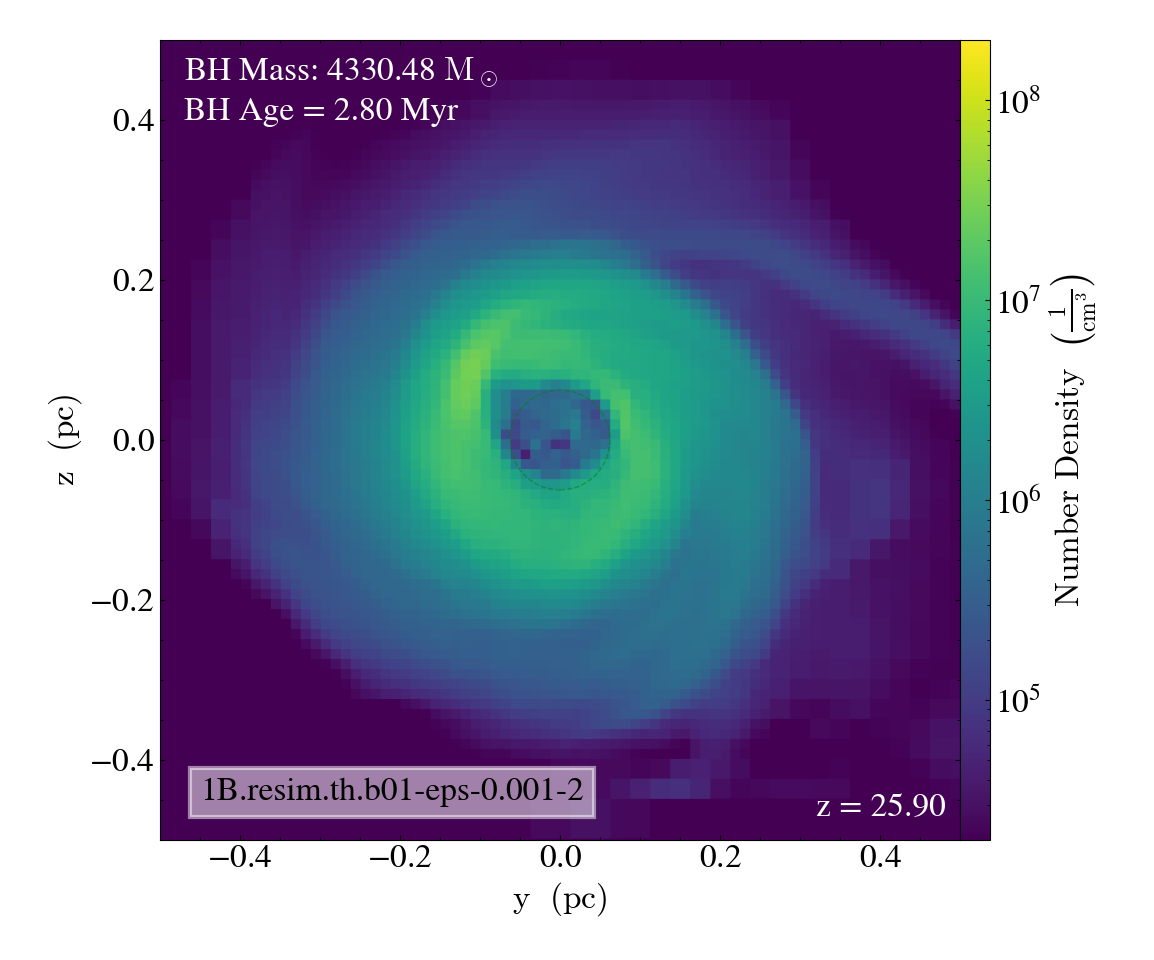 BH Mass: 4330.48 M⊙
BH Age = 2.80 Myr
0.4
0.2
0.0
−0.2
−0.4
z (pc)
1B.resim.th.b01-eps-0.001-2
z = 25.90
−0.4 −0.2 0.0 0.2 0.4
y (pc)
10⁸
10⁷
10⁶
10⁵
Number Density (1/cm³)